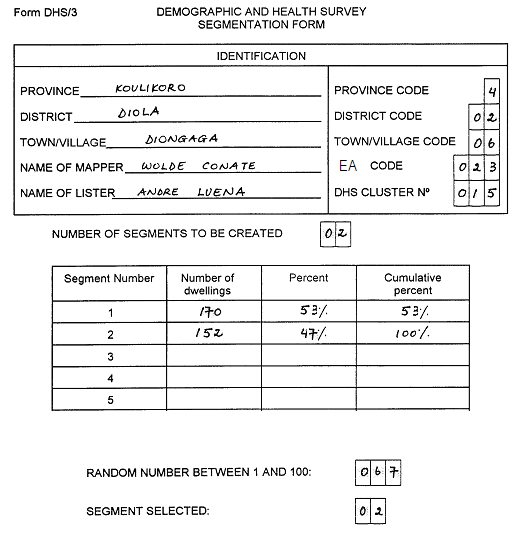 Form DHS/3
DEMOGRAPHIC AND HEALTH SURVEY
SEGMENTATION FORM
IDENTIFICATION
PROVINCE KOULIKORO
DISTRICT DIOLA
TOWN/VILLAGE DIONGAGA
NAME OF MAPPER WOLDE CONATE
NAME OF LISTER ANDRE LUENA
PROVINCE CODE 4
DISTRICT CODE 02
TOWN/VILLAGE CODE 06
EA CODE 023
DHS CLUSTER Nº 015
NUMBER OF SEGMENTS TO BE CREATED 02
Segment Number Number of dwellings Percent Cumulative percent
1 170 53% 53%
2 152 47% 100%
3
4
5
RANDOM NUMBER BETWEEN 1 AND 100: 067
SEGMENT SELECTED: 02